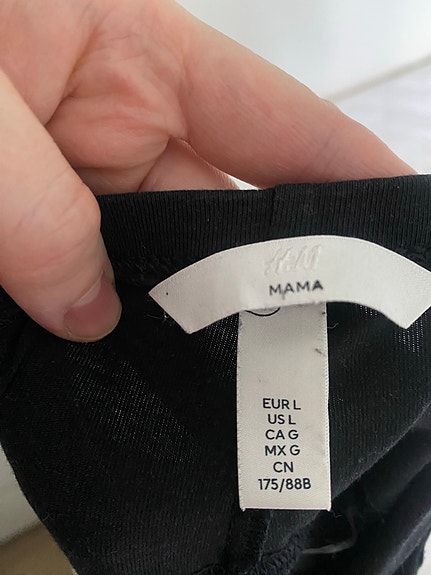 H&M
MAMA
EUR L
US L
CA G
MX G
CN
175/88B